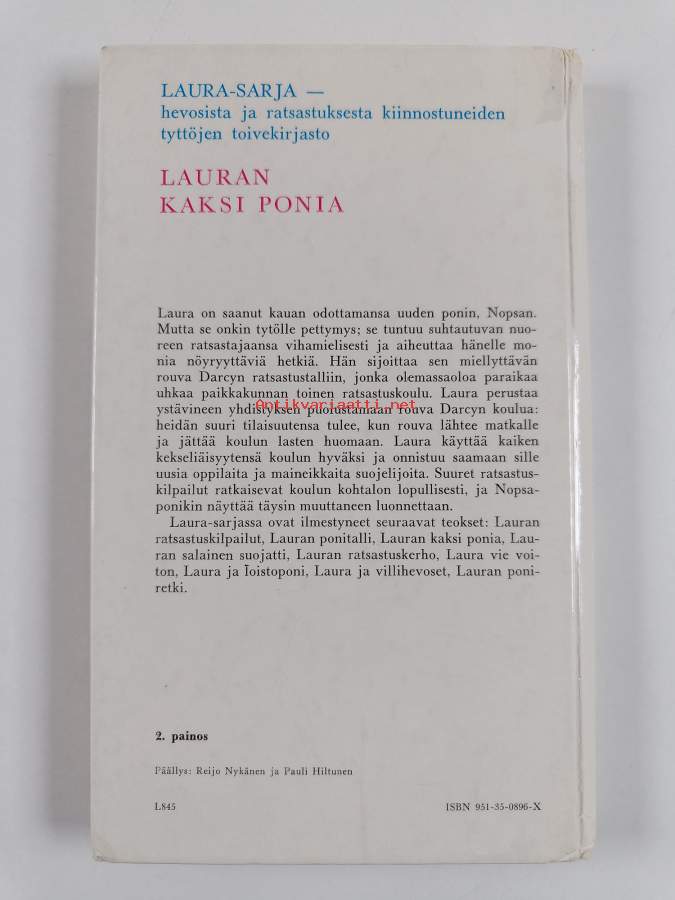 LAURA-SARJA —
hevosista ja ratsastuksesta kiinnostuneiden
tyttöjen toivekirjasto
LAURAN
KAKSI PONIA
Laura on saanut kauan odottamansa uuden ponin, Nopsan.
Mutta se onkin tytölle pettymys; se tuntuu suhtautuvan nuo-
reen ratsastajaansa vihamielisesti ja aiheuttaa hänelle mo-
nia nöyryyttäviä hetkiä. Hän sijoittaa sen miellyttävän
rouva Darcyn ratsastustalliin, jonka olemassaoloa paraikaa
uhkaa paikkakunnan toinen ratsastuskoulu. Laura perustaa
ystävineen yhdistyksen puolustamaan rouva Darcyn koulua:
Antikvariaatti.net
heidän suuri tilaisuutensa tulee, kun rouva lähtee matkalle
ja jättää koulun lasten huomaan. Laura käyttää kaiken
kekseliäisyytensä koulun hyväksi ja onnistuu saamaan sille
uusia oppilaita ja maineikkaita suojelijoita. Suuret ratsastus-
kilpailut ratkaisevat koulun kohtalon lopullisesti, ja Nopsa-
ponikin näyttää täysin muuttaneen luonnettaan.
Laura-sarjassa ovat ilmestyneet seuraavat teokset: Lauran
ratsastuskilpailut, Lauran ponitalli, Lauran kaksi ponia, Lau-
ran salainen suojatti, Lauran ratsastuskerho, Laura vie voi-
ton, Laura ja loistoponi, Laura ja villihevoset, Lauran poni-
retki.
2. painos
Päällys: Reijo Nykänen ja Pauli Hiltunen
L845
ISBN 951-35-0896-X